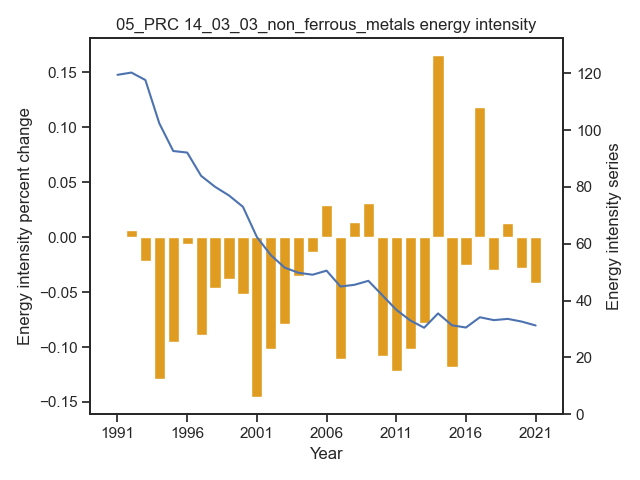 05_PRC 14_03_03_non_ferrous_metals energy intensity
Energy intensity percent change
0.15
0.10
0.05
0.00
−0.05
−0.10
−0.15
120
100
80
60
40
20
0
Energy intensity series
1991 1996 2001 2006 2011 2016 2021
Year